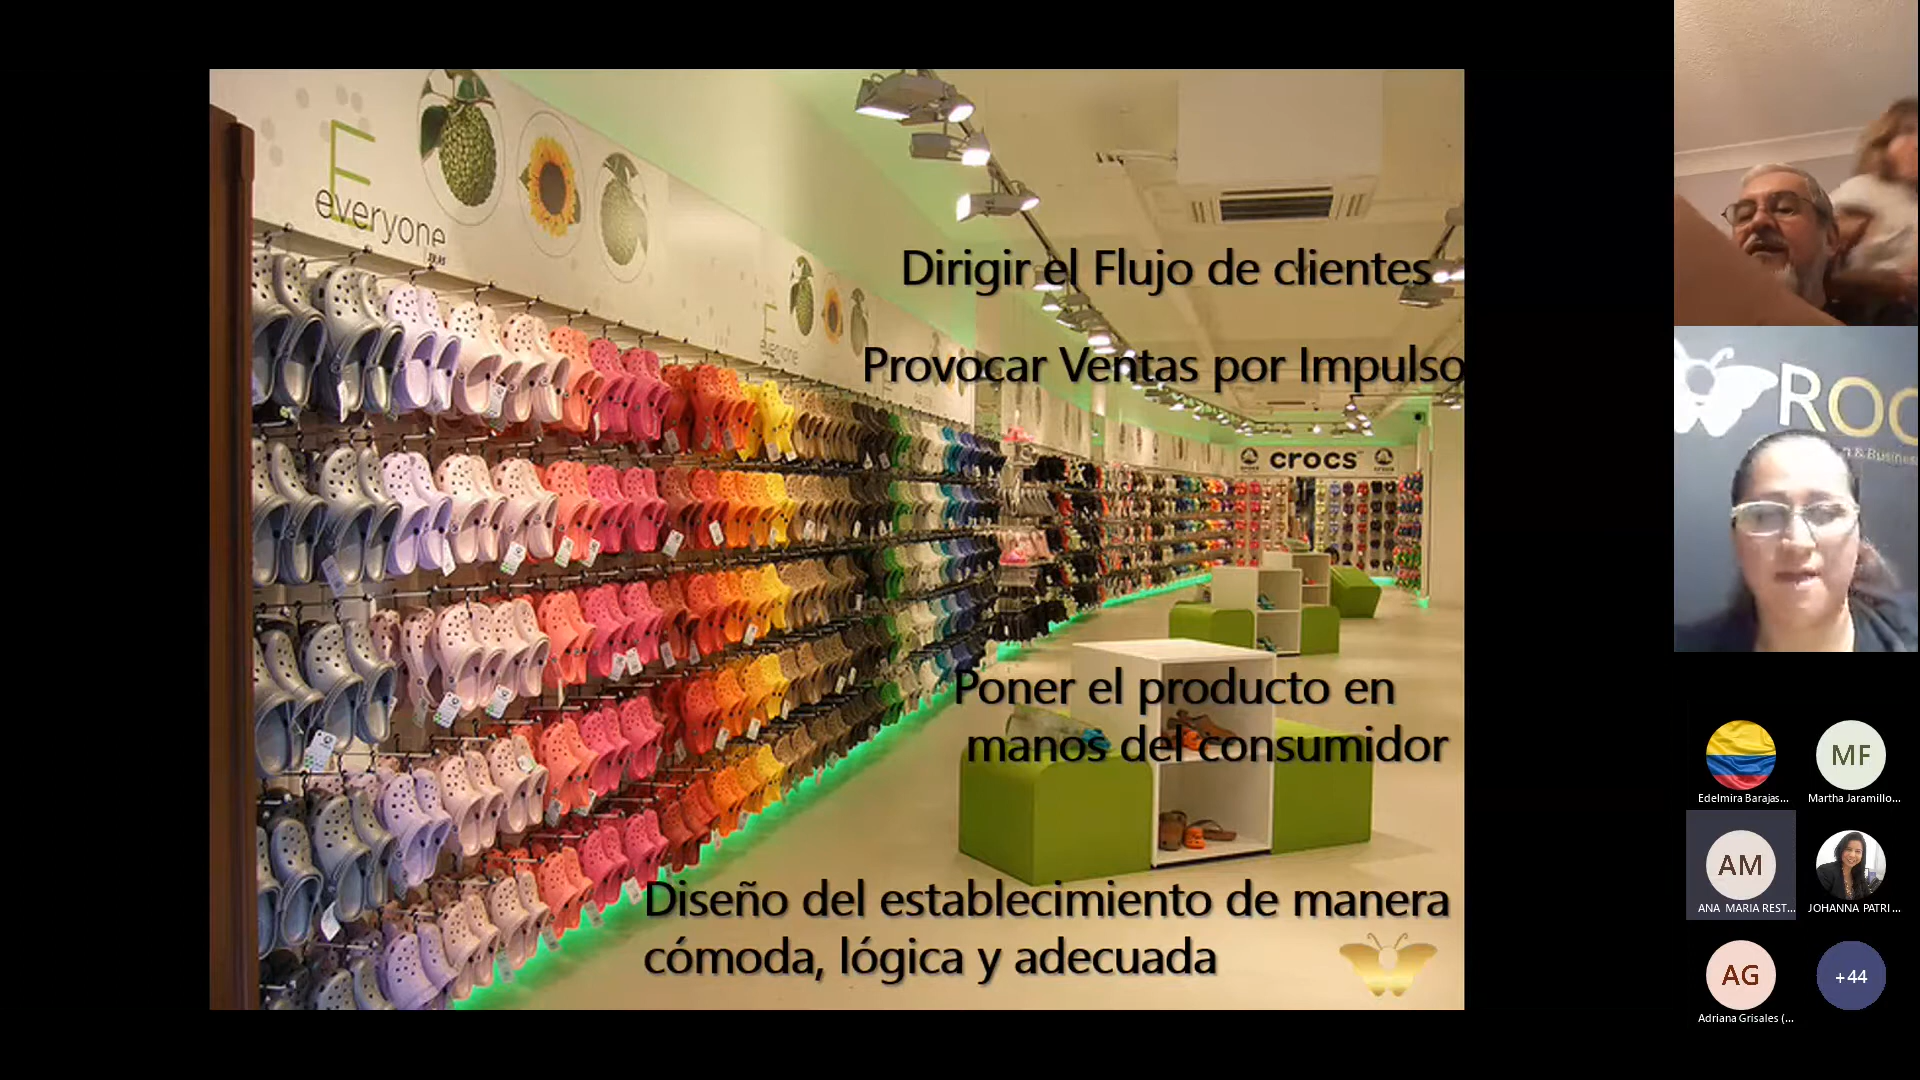 E
everyone
everyone
Dirigir el Flujo de clientes
Provocar Ventas por Impulso
crocs
Poner el producto en
manos del consumidor
Diseño del establecimiento de manera
cómoda, lógica y adecuada
ROC
& Busines
MF
Edelmira Barajas...
Martha Jaramillo...
AM
ANA MARIA REST...
JOHANNA PATRI...
AG
+44
Adriana Grisales (...